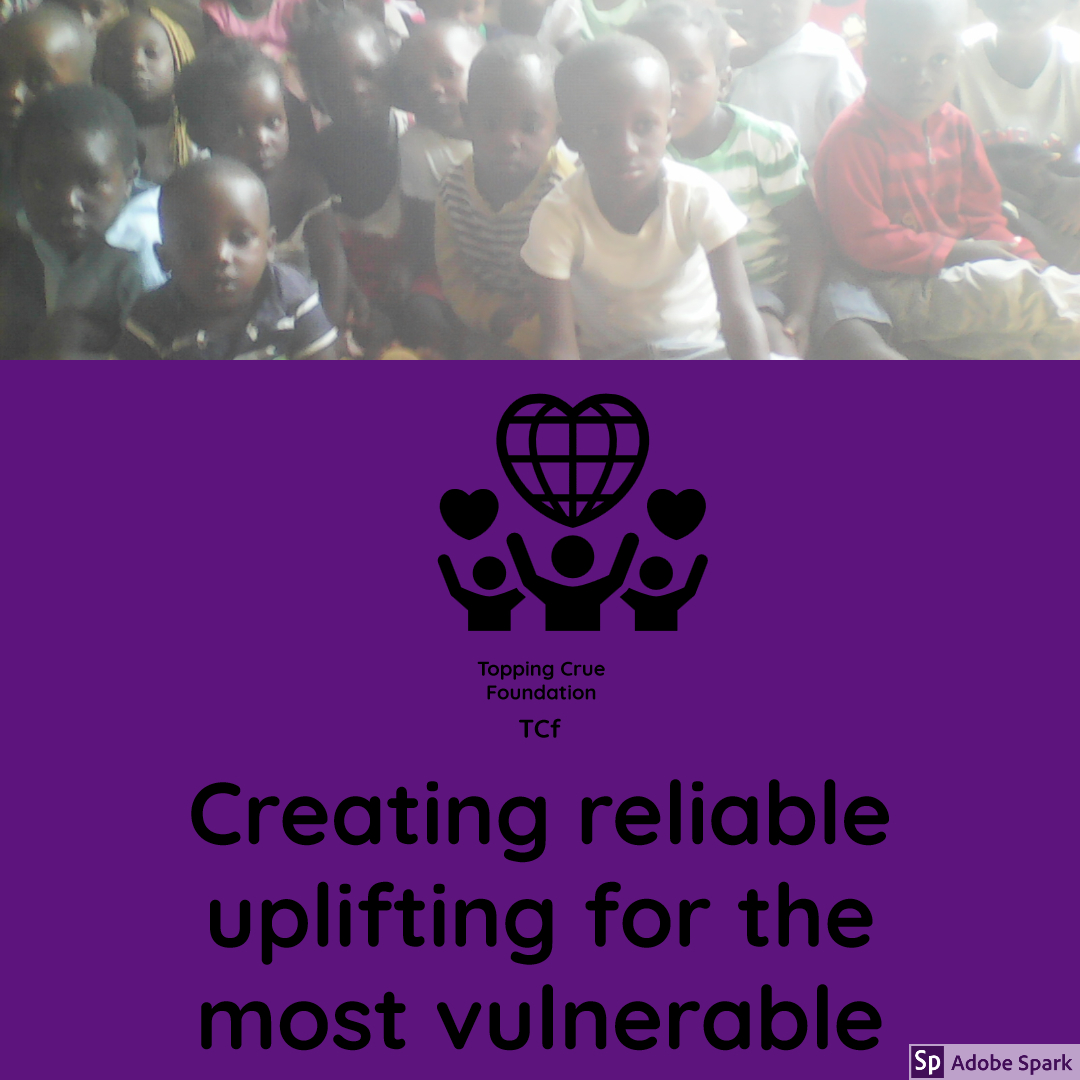 Topping Crue
Foundation
TCf
Creating reliable
uplifting for the
most vulnerable
Sp Adobe Spark